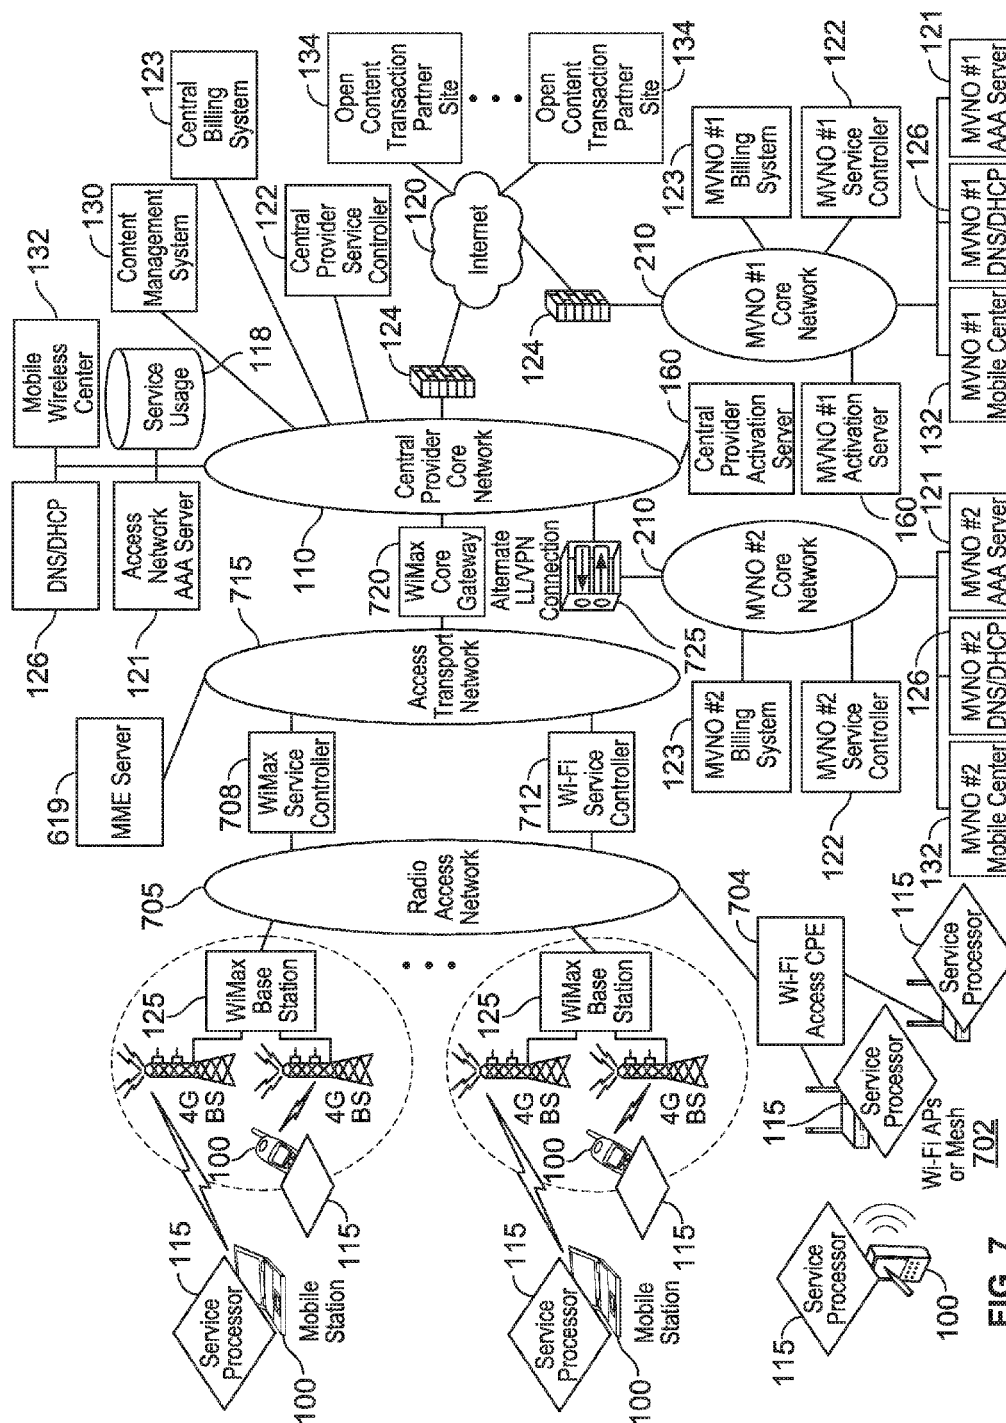 Service
Processor
115
100
Mobile
Station
115
100
4G
BS
4G
BS
125
WiMax
Base
Station
Service
Processor
115
100
Mobile
Station
115
100
4G
BS
4G
BS
125
WiMax
Base
Station
115
Service
Processor
100
115
Service
Processor
Wi-Fi APs
or Mesh
702
115
Service
Processor
704
Wi-Fi
Access CPE
705
Radio
Access
Network
708
WiMax
Service
Controller
712
Wi-Fi
Service
Controller
619
MME Server
715
Access
Transport
Network
720
WiMax
Core
Gateway
Alternate
LL/VPN
Connection
725
126
DNS/DHCP
132
Mobile
Wireless
Center
121
Access
Network
AAA Server
118
Service
Usage
110
Central
Provider
Core
Network
130
Content
Management
System
123
Central
Billing
System
122
Central
Provider
Service
Controller
124
120
Internet
134
Open
Content
Transaction
Partner
Site
134
Open
Content
Transaction
Partner
Site
124
160
Central
Provider
Activation
Server
210
MVNO #2
Core
Network
123
MVNO #2
Billing
System
122
MVNO #2
Service
Controller
132
MVNO #2
Mobile Center
126
MVNO #2
DNS/DHCP
121
MVNO #2
AAA Server
210
MVNO #1
Core
Network
123
MVNO #1
Billing
System
122
MVNO #1
Service
Controller
160
MVNO #1
Activation
Server
132
MVNO #1
Mobile Center
126
MVNO #1
DNS/DHCP
121
MVNO #1
AAA Server
FIG. 7